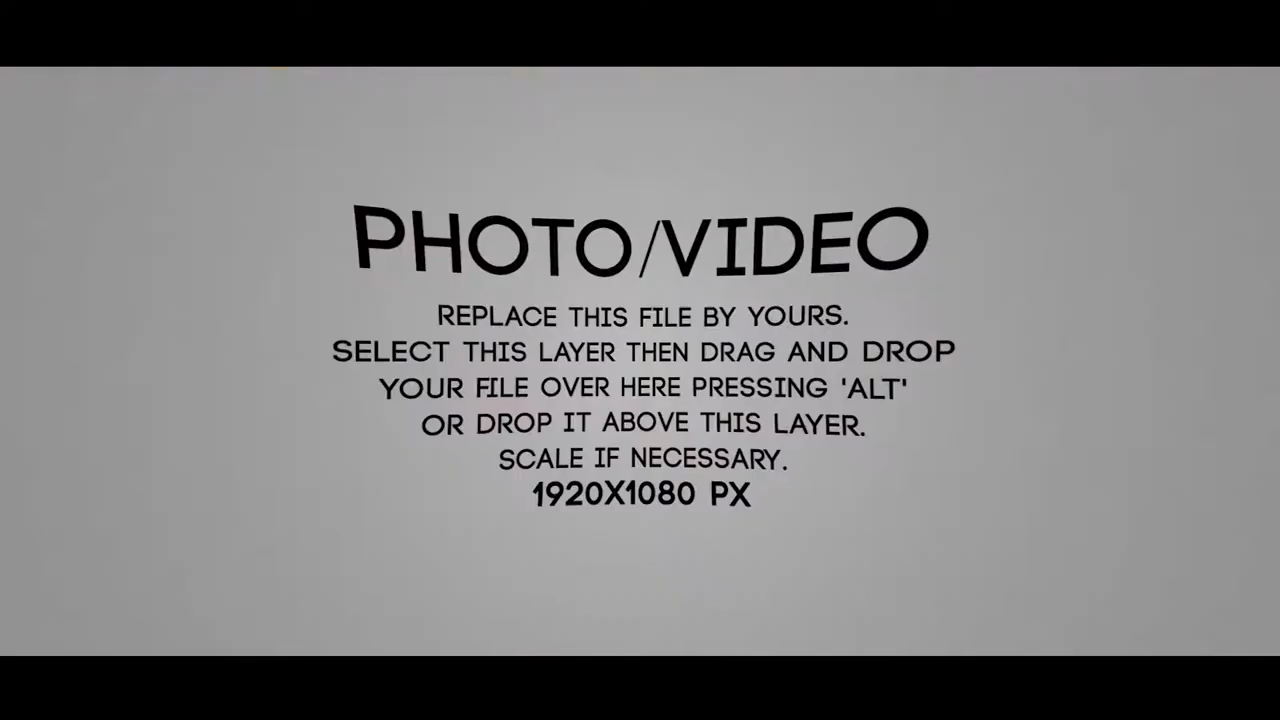 PHOTO/VIDEO
REPLACE THIS FILE BY YOURS.
SELECT THIS LAYER THEN DRAG AND DROP
YOUR FILE OVER HERE PRESSING 'ALT'
OR DROP IT ABOVE THIS LAYER.
SCALE IF NECESSARY.
1920X1080 PX